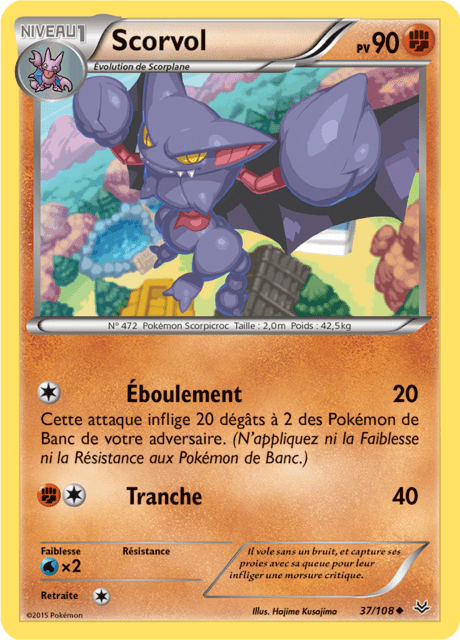 NIVEAU 1
Scorvol
PV 90
Évolution de Scorplane
N° 472 Pokémon Scorpicroc Taille : 2,0m Poids : 42,5kg
Éboulement 20
Cette attaque inflige 20 dégâts à 2 des Pokémon de
Banc de votre adversaire. (N'appliquez ni la Faiblesse
ni la Résistance aux Pokémon de Banc.)
Tranche 40
Faiblesse
×2
Résistance
Retraite
Il vole sans un bruit, et capture ses
proies avec sa queue pour leur
infliger une morsure critique.
©2015 Pokémon
Illus. Hajime Kusajima
37/108